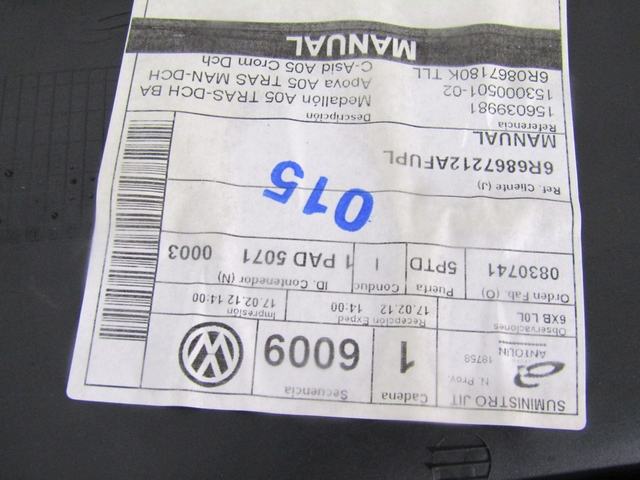 SUMINISTRO JIT
N. Prov.
ANTOLIN 18758
Cadena Secuencia
1 6009
Observaciones Recepción Exped Impresión
6XB L0L 17.02.12 14:00 17.02.12 14:00
Orden Fab. (O) Puerta Conduc ID. Contenedor (N)
0830741 5PTD I 1 PAD 5071 0003
015
Ref. Cliente (J)
6R6867212AFUPL
MANUAL
Referencia Descripción
156039981 Medallón A05 TRAS-DCH BA
153000501-02 Apoya A05 TRAS MAN-DCH
6R0867180K TLL C-Asid A05 Crom Dch
MANUAL